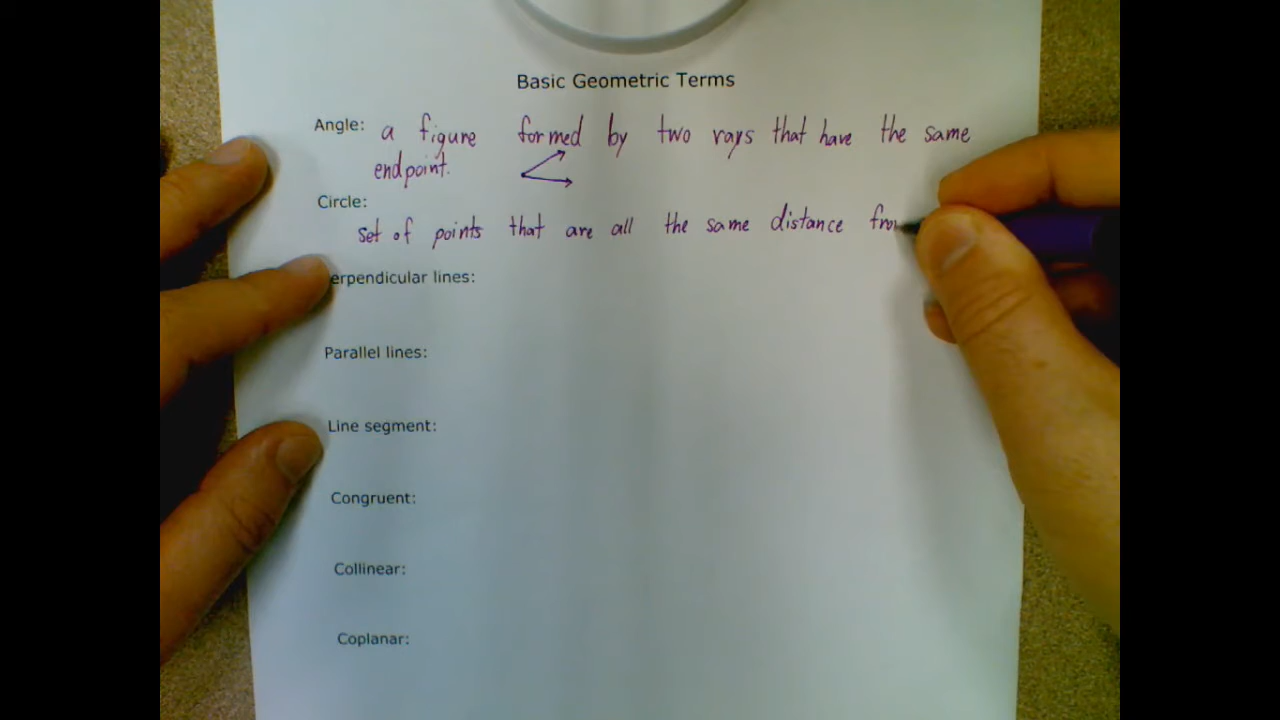 Basic Geometric Terms
Angle: a figure formed by two rays that have the same
endpoint.
Circle:
set of points that are all the same distance
erpendicular lines:
Parallel lines:
Line segment:
Congruent:
Collinear:
Coplanar: